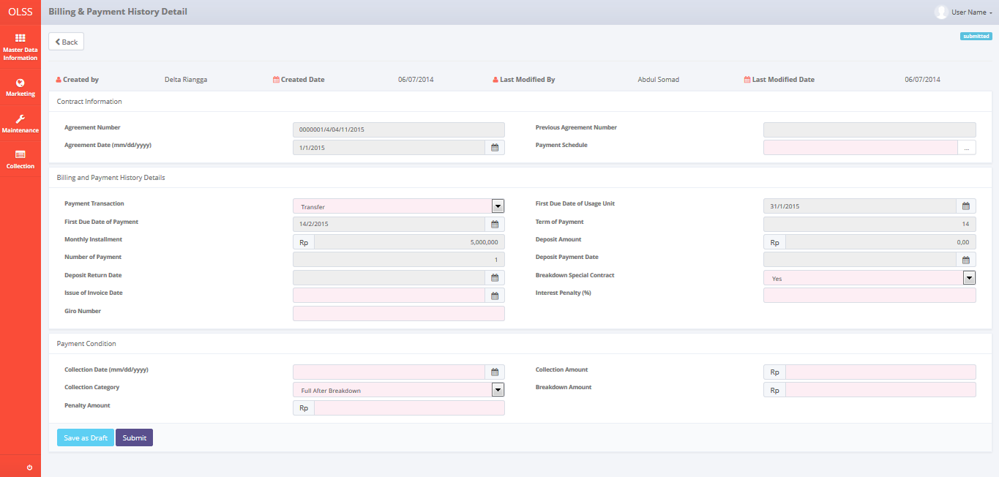 OLSS
Billing & Payment History Detail
User Name
Master Data
Information
Marketing
Maintenance
Collection
Back
submitted
Created by Delta Riangga Created Date 06/07/2014 Last Modified By Abdul Somad Last Modified Date 06/07/2014
Contract Information
Agreement Number 0000001/4/04/11/2015 Previous Agreement Number
Agreement Date (mm/dd/yyyy) 1/1/2015 Payment Schedule ...
Billing and Payment History Details
Payment Transaction Transfer First Due Date of Usage Unit 31/1/2015
First Due Date of Payment 14/2/2015 Term of Payment 14
Monthly Installment Rp 5,000,000 Deposit Amount Rp 0,00
Number of Payment 1 Deposit Payment Date
Deposit Return Date Breakdown Special Contract Yes
Issue of Invoice Date Interest Penalty (%)
Giro Number
Payment Condition
Collection Date (mm/dd/yyyy) Collection Amount Rp
Collection Category Full After Breakdown Breakdown Amount Rp
Penalty Amount Rp
Save as Draft Submit